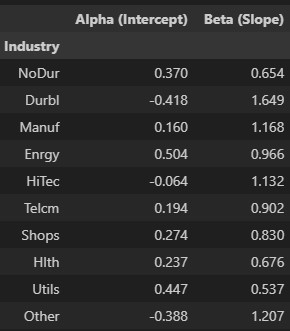 Alpha (Intercept) Beta (Slope)
Industry
NoDur 0.370 0.654
Durbl -0.418 1.649
Manuf 0.160 1.168
Enrgy 0.504 0.966
HiTec -0.064 1.132
Telcm 0.194 0.902
Shops 0.274 0.830
Hlth 0.237 0.676
Utils 0.447 0.537
Other -0.388 1.207